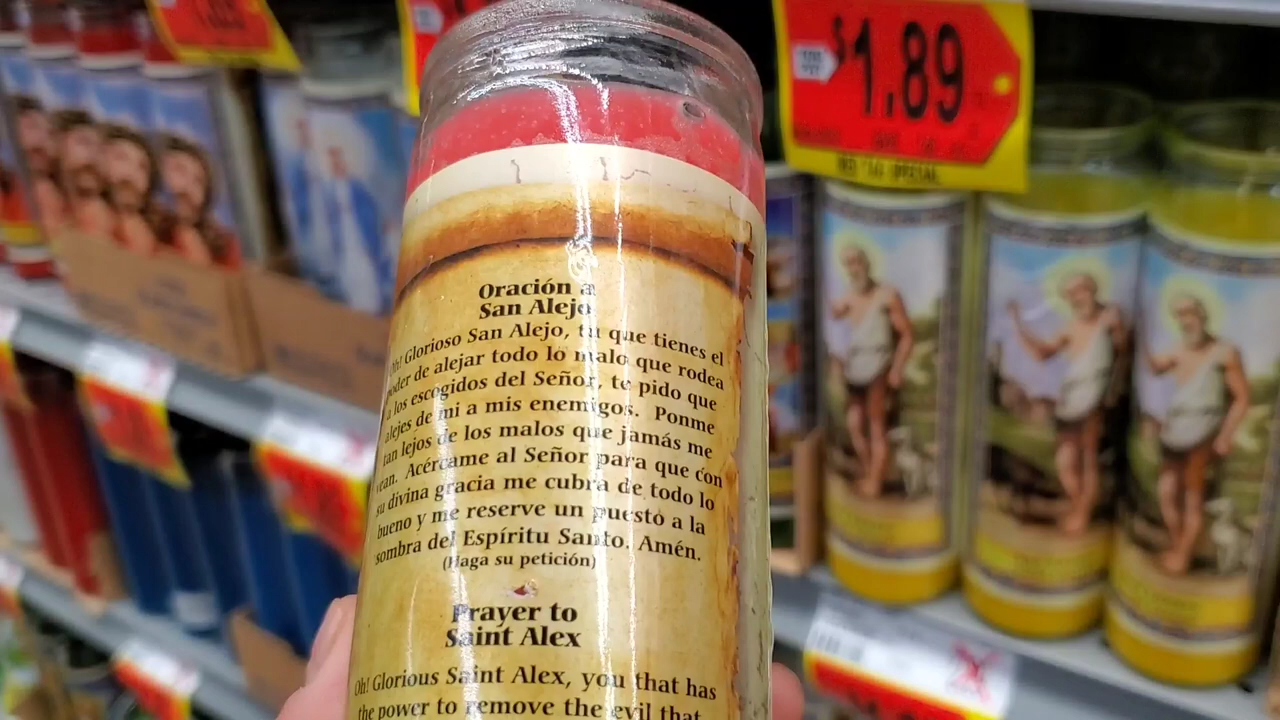 $1.89
NO TAG SPECIAL
Oración a
San Alejo
Oh! Glorioso San Alejo, tú que tienes el
poder de alejar todo lo malo que rodea
a los escogidos del Señor, te pido que
alejes de mi a mis enemigos. Ponme
tan lejos de los malos que jamás me
vean. Acércame al Señor para que con
su divina gracia me cubra de todo lo
bueno y me reserve un puesto a la
sombra del Espíritu Santo. Amén.
(Haga su petición)
Prayer to
Saint Alex
Oh! Glorious Saint Alex, you that has
the power to remove the evil that